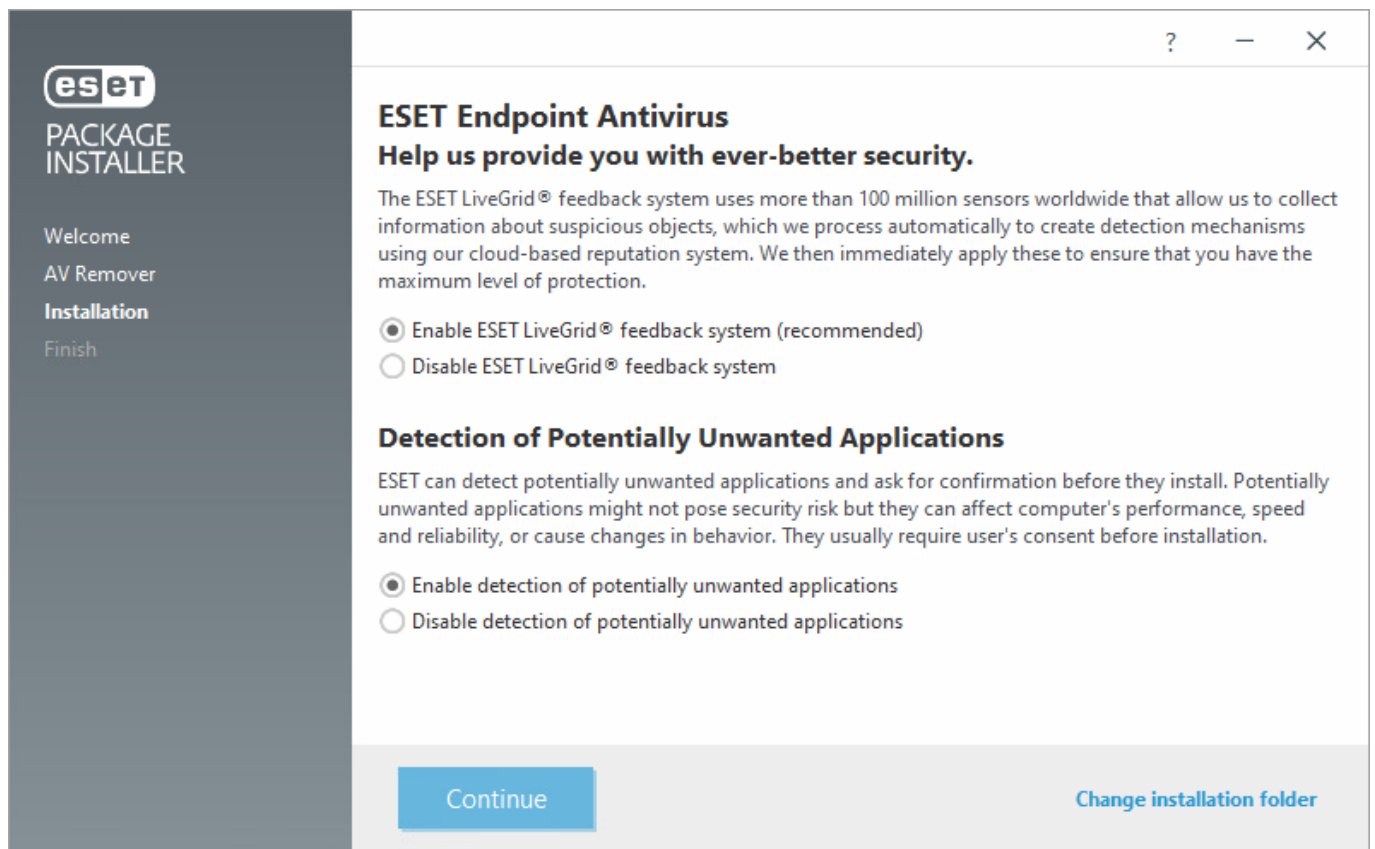 ?
eset
PACKAGE
INSTALLER
Welcome
AV Remover
Installation
Finish
ESET Endpoint Antivirus
Help us provide you with ever-better security.
The ESET LiveGrid® feedback system uses more than 100 million sensors worldwide that allow us to collect
information about suspicious objects, which we process automatically to create detection mechanisms
using our cloud-based reputation system. We then immediately apply these to ensure that you have the
maximum level of protection.
Enable ESET LiveGrid® feedback system (recommended)
Disable ESET LiveGrid® feedback system
Detection of Potentially Unwanted Applications
ESET can detect potentially unwanted applications and ask for confirmation before they install. Potentially
unwanted applications might not pose security risk but they can affect computer's performance, speed
and reliability, or cause changes in behavior. They usually require user's consent before installation.
Enable detection of potentially unwanted applications
Disable detection of potentially unwanted applications
Continue
Change installation folder